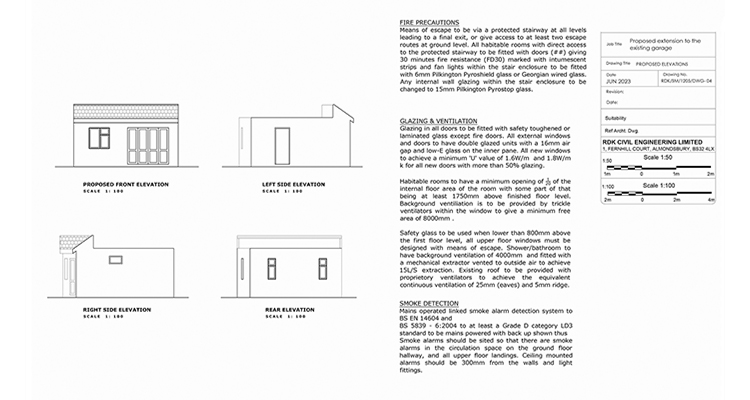 PROPOSED FRONT ELEVATION
SCALE 1: 100
LEFT SIDE ELEVATION
SCALE 1: 100
RIGHT SIDE ELEVATION
SCALE 1: 100
REAR ELEVATION
SCALE 1: 100
FIRE PRECAUTIONS
Means of escape to be via a protected stairway at all levels
leading to a final exit, or give access to at least two escape
routes at ground level. All habitable rooms with direct access
to the protected stairway to be fitted with doors (##) giving
30 minutes fire resistance (FD30) marked with intumescent
strips and fan lights within the stair enclosure to be fitted
with 6mm Pilkington Pyroshield glass or Georgian wired glass.
Any internal wall glazing within the stair enclosure to be
changed to 15mm Pilkington Pyrostop glass.
GLAZING & VENTILATION
Glazing in all doors to be fitted with safety toughened or
laminated glass except fire doors. All external windows
and doors to have double glazed units with a 16mm air
gap and low-E glass on the inner pane. All new windows
to achieve a minimum 'U' value of 1.6W/m and 1.8W/m
k for all new doors with more than 50% glazing.
Habitable rooms to have a minimum opening of of the
internal floor area of the room with some part of that
being at least 1750mm above finished floor level.
Background ventiliation is to be provided by trickle
ventilators within the window to give a minimum free
area of 8000mm .
Safety glass to be used when lower than 800mm above
the first floor level, all upper floor windows must be
designed with means of escape. Shower/bathroom to
have background ventilation of 4000mm and fitted with
a mechanical extractor vented to outside air to achieve
15L/S extraction. Existing roof to be provided with
proprietory ventilators to achieve the equivalent
continuous ventilation of 25mm (eaves) and 5mm ridge.
SMOKE DETECTION
Mains operated linked smoke alarm detection system to
BS EN 14604 and
BS 5839 - 6:2004 to at least a Grade D category LD3
standard to be mains powered with back up shown thus
Smoke alarms should be sited so that there are smoke
alarms in the circulation space on the ground floor
hallway, and all upper floor landings. Ceiling mounted
alarms should be 300mm from the walls and light
fittings.
Job Title Proposed extension to the
existing garage
Drawing Title PROPOSED ELEVATIONS
Date Drawing No.
JUN 2023
Revision:
Date:
Suitability
Ref Archt. Dwg
RDK CIVIL ENGINEERING LIMITED
1, FERNHILL COURT, ALMONDSBURY, BS32 4LX
1:50 Scale 1:50
1m 0 1m 2m
1:100 Scale 1:100
2m 0 2m 4m